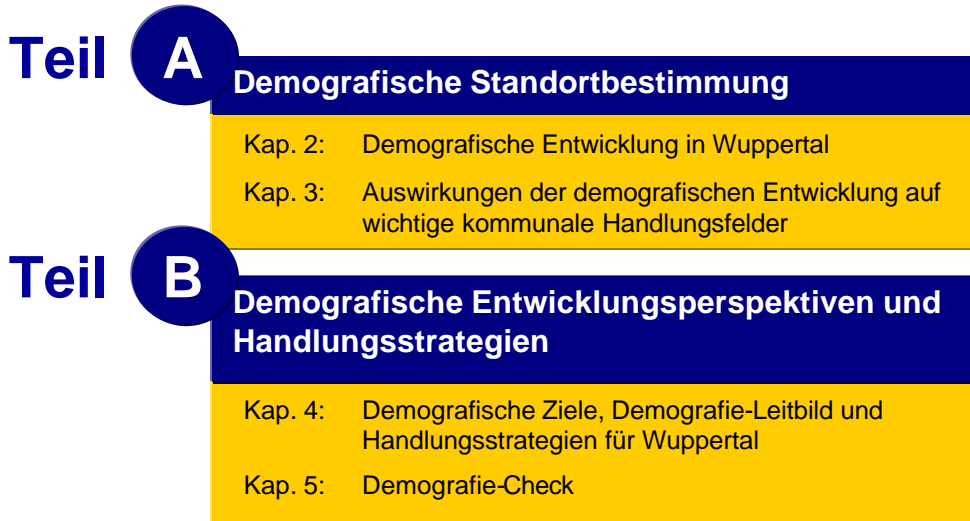 Teil A
Demografische Standortbestimmung
Kap. 2: Demografische Entwicklung in Wuppertal
Kap. 3: Auswirkungen der demografischen Entwicklung auf
wichtige kommunale Handlungsfelder
Teil B
Demografische Entwicklungsperspektiven und
Handlungsstrategien
Kap. 4: Demografische Ziele, Demografie-Leitbild und
Handlungsstrategien für Wuppertal
Kap. 5: Demografie-Check